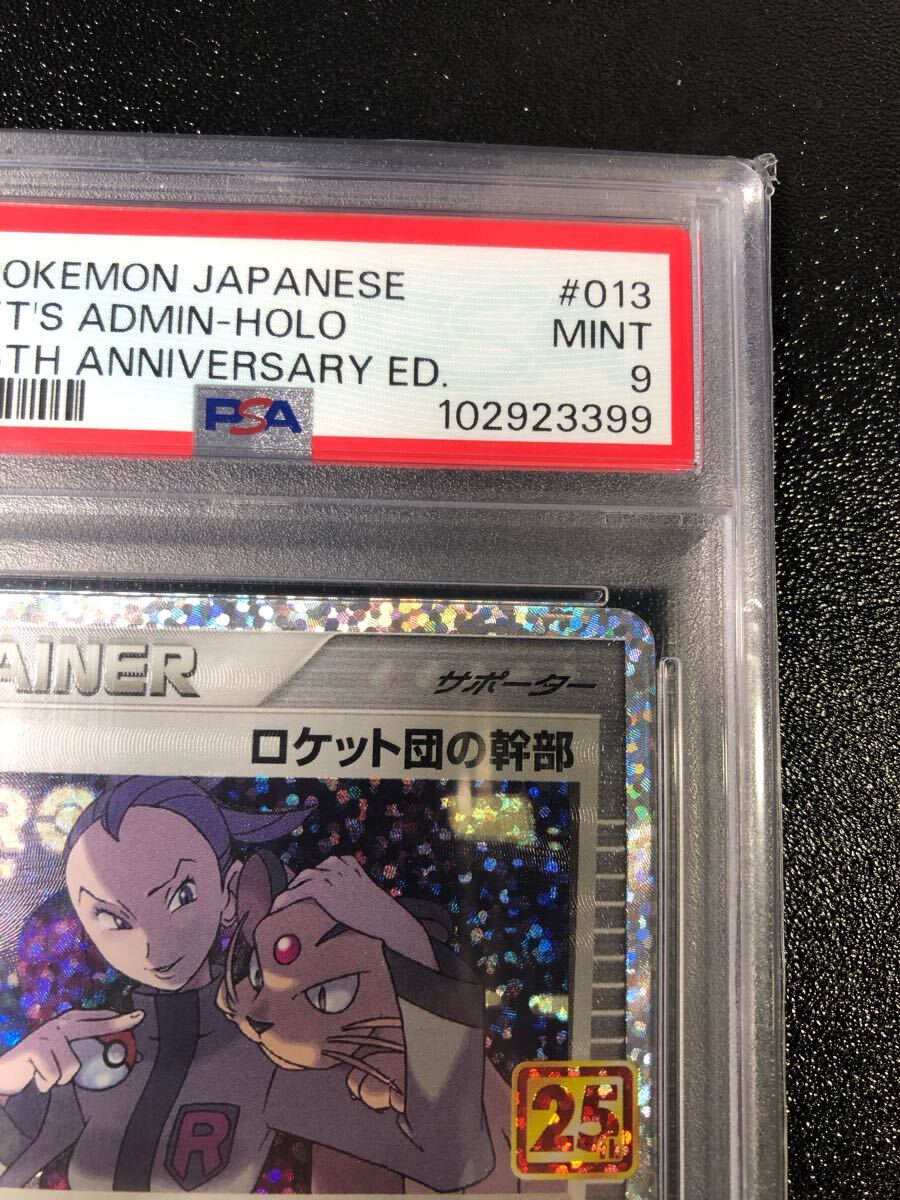 OKEMON JAPANESE #013
T'S ADMIN-HOLO MINT
TH ANNIVERSARY ED. 9
PSA 102923399
AINER
サポーター
ロケット団の幹部
R
R
25th